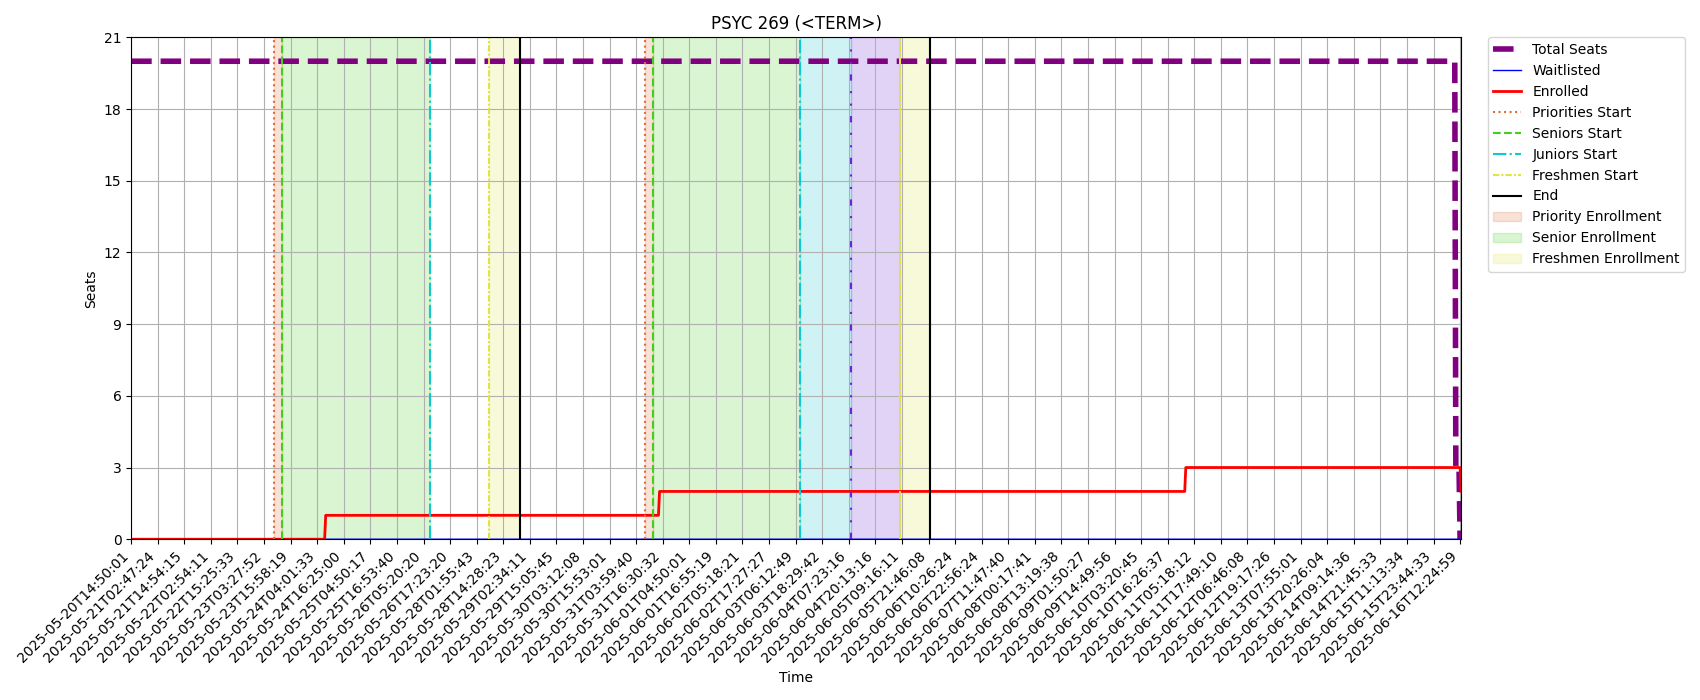 PSYC 269 (<TERM>)
21
18
15
12
9
6
3
0
Seats
2025-05-20T14:50:01
2025-05-21T02:47:24
2025-05-21T14:54:15
2025-05-22T02:54:11
2025-05-22T15:25:33
2025-05-23T03:27:52
2025-05-23T15:58:19
2025-05-24T04:01:33
2025-05-24T16:25:00
2025-05-25T04:50:17
2025-05-25T16:53:40
2025-05-26T05:20:20
2025-05-26T17:23:20
2025-05-28T01:55:43
2025-05-28T14:28:23
2025-05-29T02:34:11
2025-05-29T15:05:45
2025-05-30T03:12:08
2025-05-30T15:53:01
2025-05-31T03:59:40
2025-05-31T16:30:32
2025-06-01T04:50:01
2025-06-01T16:55:19
2025-06-02T05:18:21
2025-06-02T17:27:27
2025-06-03T06:12:49
2025-06-03T18:29:42
2025-06-04T07:23:16
2025-06-04T20:13:16
2025-06-05T09:16:11
2025-06-05T21:46:08
2025-06-06T10:26:24
2025-06-06T22:56:24
2025-06-07T11:47:40
2025-06-08T00:17:41
2025-06-08T13:19:38
2025-06-09T01:50:27
2025-06-09T14:49:56
2025-06-10T03:20:45
2025-06-10T16:26:37
2025-06-11T05:18:12
2025-06-11T17:49:10
2025-06-12T06:46:08
2025-06-12T19:17:26
2025-06-13T07:55:01
2025-06-13T20:26:04
2025-06-14T09:14:36
2025-06-14T21:45:33
2025-06-15T11:13:34
2025-06-15T23:44:33
2025-06-16T12:24:59
Time
Total Seats
Waitlisted
Enrolled
Priorities Start
Seniors Start
Juniors Start
Freshmen Start
End
Priority Enrollment
Senior Enrollment
Freshmen Enrollment